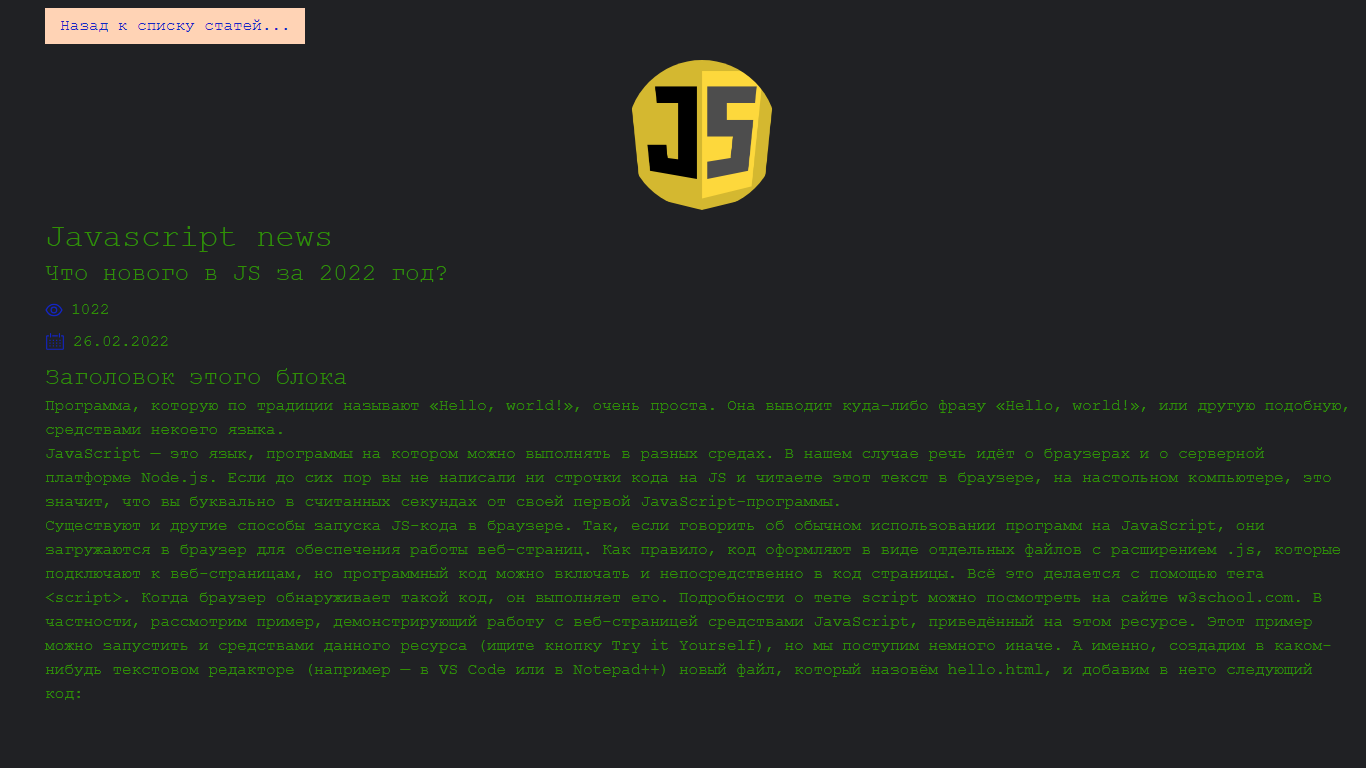 Назад к списку статей...
JS
Javascript news
Что нового в JS за 2022 год?
1022
26.02.2022
Заголовок этого блока
Программа, которую по традиции называют «Hello, world!», очень проста. Она выводит куда-либо фразу «Hello, world!», или другую подобную,
средствами некоего языка.
JavaScript — это язык, программы на котором можно выполнять в разных средах. В нашем случае речь идёт о браузерах и о серверной
платформе Node.js. Если до сих пор вы не написали ни строчки кода на JS и читаете этот текст в браузере, на настольном компьютере, это
значит, что вы буквально в считанных секундах от своей первой JavaScript-программы.
Существуют и другие способы запуска JS-кода в браузере. Так, если говорить об обычном использовании программ на JavaScript, они
загружаются в браузер для обеспечения работы веб-страниц. Как правило, код оформляют в виде отдельных файлов с расширением .js, которые
подключают к веб-страницам, но программный код можно включать и непосредственно в код страницы. Всё это делается с помощью тега
<script>. Когда браузер обнаруживает такой код, он выполняет его. Подробности о теге script можно посмотреть на сайте w3school.com. В
частности, рассмотрим пример, демонстрирующий работу с веб-страницей средствами JavaScript, приведённый на этом ресурсе. Этот пример
можно запустить и средствами данного ресурса (ищите кнопку Try it Yourself), но мы поступим немного иначе. А именно, создадим в каком-
нибудь текстовом редакторе (например — в VS Code или в Notepad++) новый файл, который назовём hello.html, и добавим в него следующий
код: